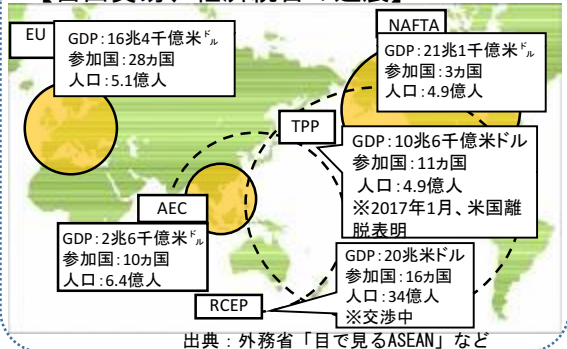 EU
GDP：16兆4千億米ドル
参加国：28ヵ国
人口：5.1億人
NAFTA
GDP：21兆1千億米ドル
参加国：3ヵ国
人口：4.9億人
TPP
GDP：10兆6千億米ドル
参加国：11ヵ国
人口：4.9億人
※2017年1月、米国離
脱表明
AEC
GDP：2兆6千億米ドル
参加国：10ヵ国
人口：6.4億人
RCEP
GDP：20兆米ドル
参加国：16ヵ国
人口：34億人
※交渉中
出典：外務省「目で見るASEAN」など